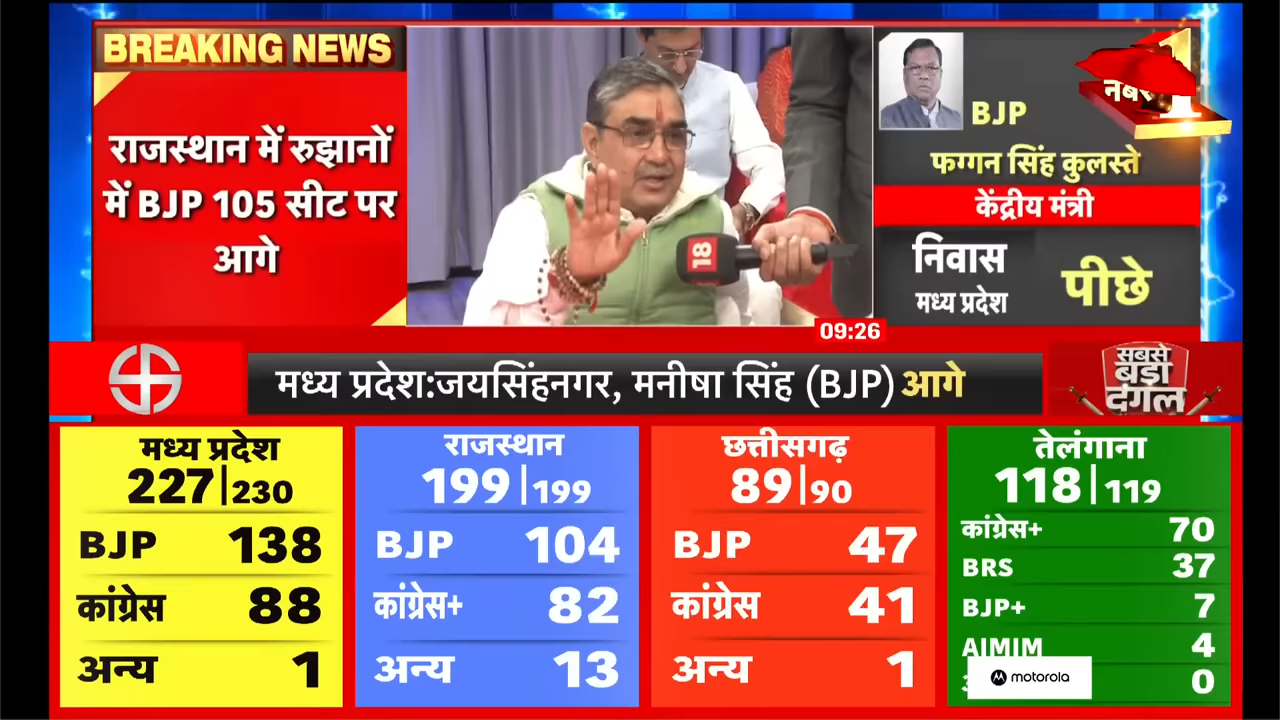 BREAKING NEWS
राजस्थान में रुझानों
में BJP 105 सीट पर
आगे
18
BJP
फग्गन सिंह कुलस्ते
केंद्रीय मंत्री
निवास
मध्य प्रदेश
पीछे
1
09:26
मध्य प्रदेश:जयसिंहनगर, मनीषा सिंह (BJP) आगे
सबसे
बड़ा
दंगल
मध्य प्रदेश
227|230
BJP 138
कांग्रेस 88
अन्य 1
राजस्थान
199|199
BJP 104
कांग्रेस+ 82
अन्य 13
छत्तीसगढ़
89|90
BJP 47
कांग्रेस 41
अन्य 1
तेलंगाना
118|119
कांग्रेस+ 70
BRS 37
BJP+ 7
AIMIM 4
0
motorola